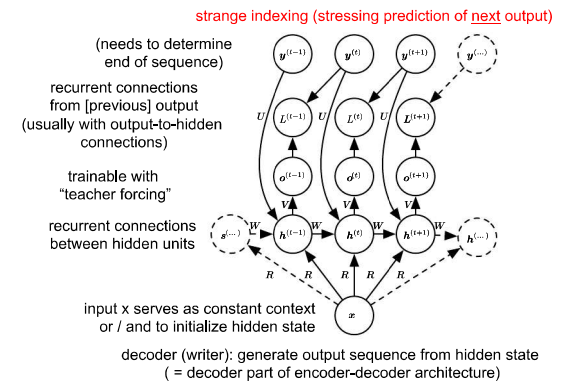 strange indexing (stressing prediction of next output)
(needs to determine
end of sequence)
y(t−1) y(t) y(t+1) y(...)
recurrent connections
from [previous] output
(usually with output-to-hidden
connections)
U U U
L(t−1) L(t) L(t+1)
trainable with
“teacher forcing”
o(t−1) o(t) o(t+1)
V V V
recurrent connections
between hidden units
W W W W
s(...) h(t−1) h(t) h(t+1) h(...)
R R R R R
input x serves as constant context
or / and to initialize hidden state
x
decoder (writer): generate output sequence from hidden state
( = decoder part of encoder-decoder architecture)